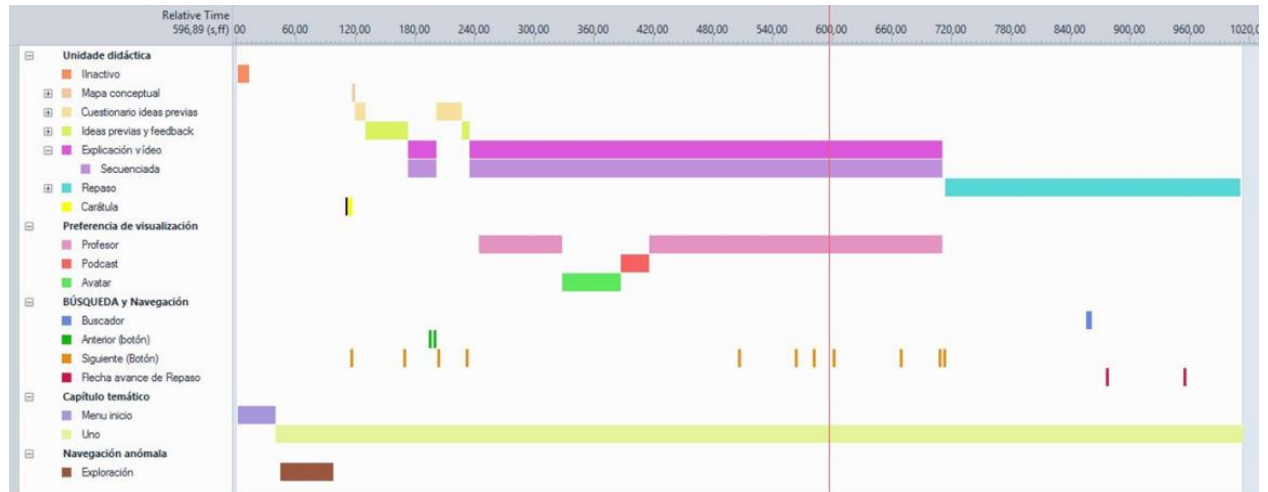 Relative Time
596,89 (s,ff) 0,00 60,00 120,00 180,00 240,00 300,00 360,00 420,00 480,00 540,00 600,00 660,00 720,00 780,00 840,00 900,00 960,00 1020,0
Unidade didáctica
IInactivo
Mapa conceptual
Cuestionario ideas previas
Ideas previas y feedback
Explicación vídeo
Secuenciada
Repaso
Carátula
Preferencia de visualización
Profesor
Podcast
Avatar
BÚSQUEDA y Navegación
Buscador
Anterior (botón)
Siguiente (Botón)
Flecha avance de Repaso
Capítulo temático
Menu inicio
Uno
Navegación anómala
Exploración